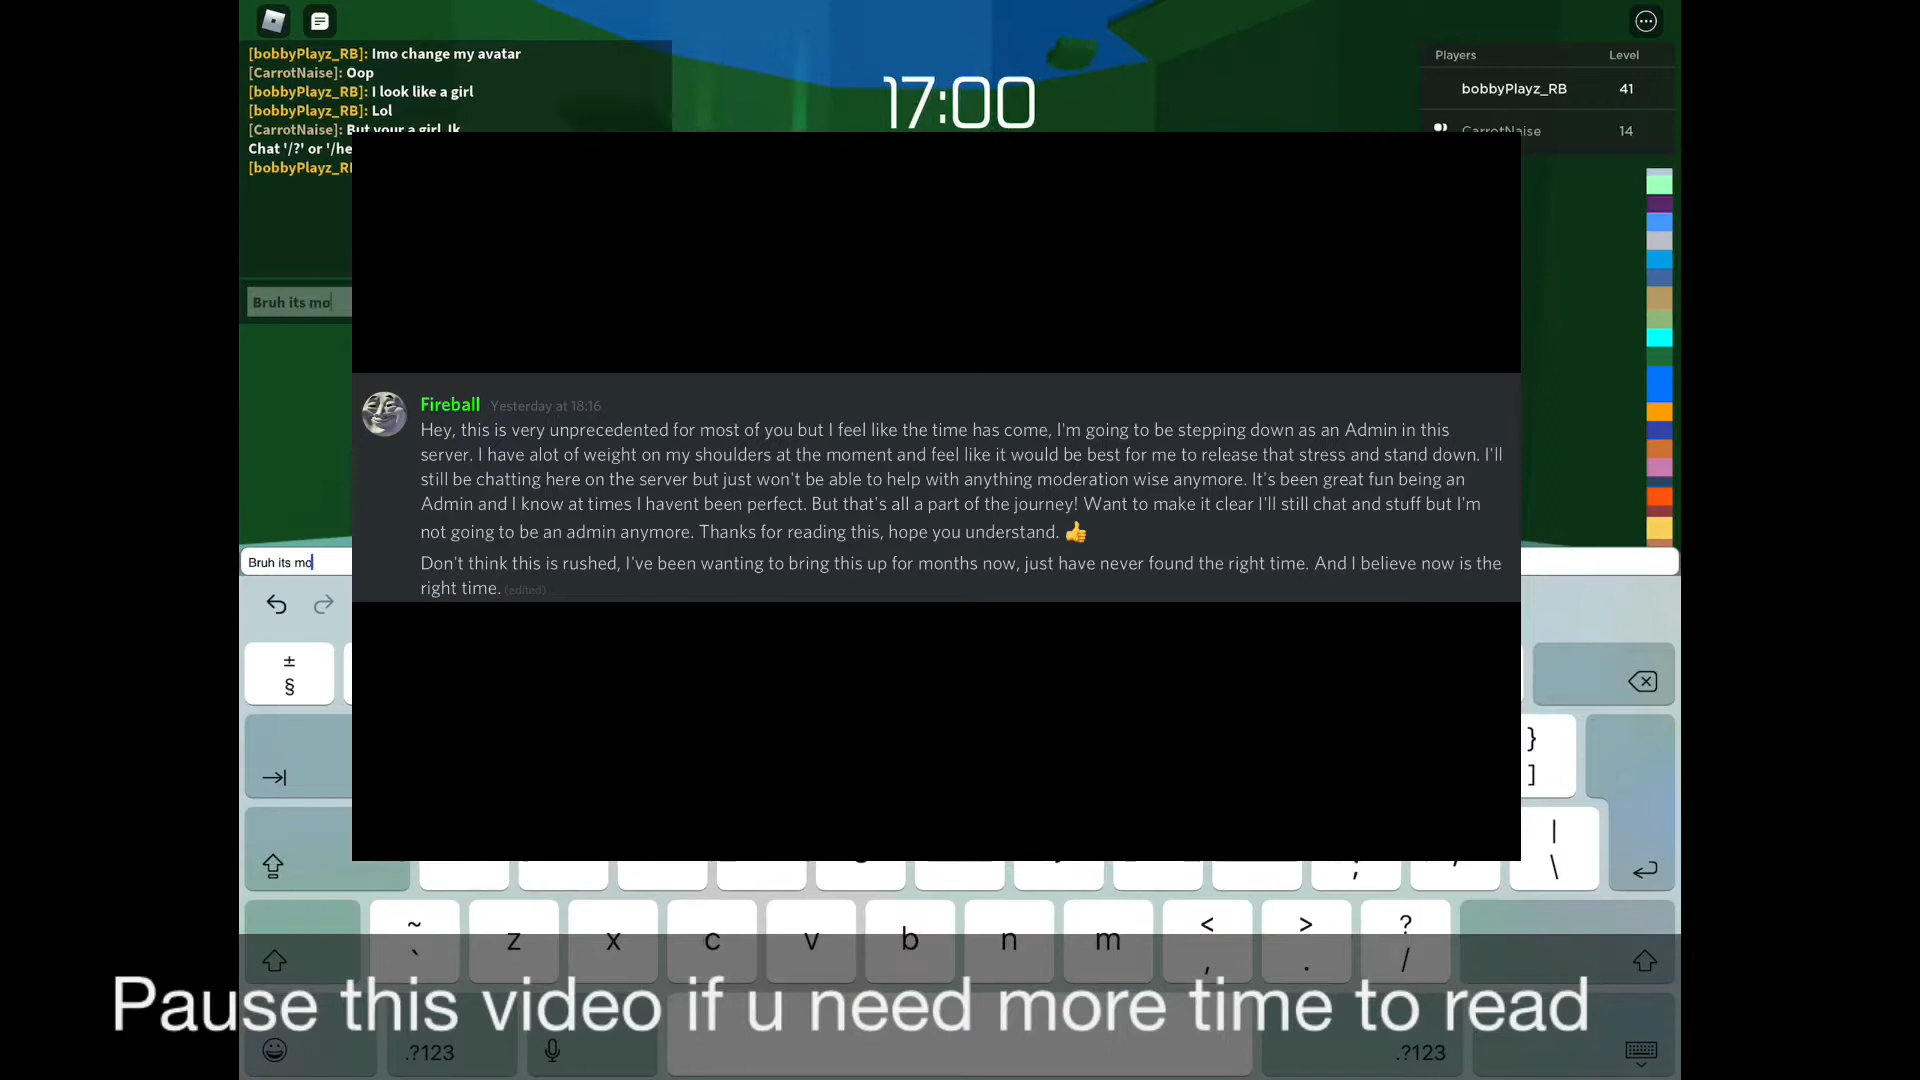 [bobbyPlayz_RB]: Imo change my avatar
[CarrotNaise]: Oop
[bobbyPlayz_RB]: I look like a girl
[bobbyPlayz_RB]: Lol
[CarrotNaise]: But your a girl Ik
Chat '/?' or '/he
[bobbyPlayz_R
17:00
Players Level
bobbyPlayz_RB 41
CarrotNaise 14
Bruh its mo
Fireball Yesterday at 18:16
Hey, this is very unprecedented for most of you but I feel like the time has come, I'm going to be stepping down as an Admin in this
server. I have alot of weight on my shoulders at the moment and feel like it would be best for me to release that stress and stand down. I'll
still be chatting here on the server but just won't be able to help with anything moderation wise anymore. It's been great fun being an
Admin and I know at times I havent been perfect. But that's all a part of the journey! Want to make it clear I'll still chat and stuff but I'm
not going to be an admin anymore. Thanks for reading this, hope you understand. 👍
Don't think this is rushed, I've been wanting to bring this up for months now, just have never found the right time. And I believe now is the
right time. (edited)
Bruh its mo
±
§
}
]
|
\
~
`
z x c v b n m
< ,
> .
? /
Pause this video if u need more time to read
.?123 .?123